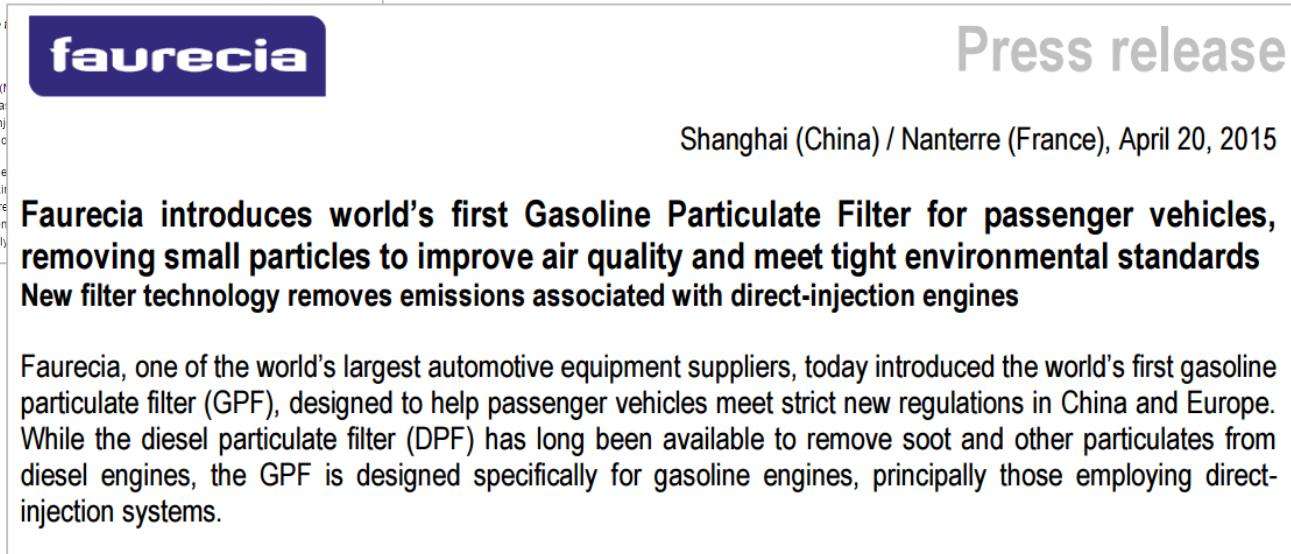 faurecia
Press release
Shanghai (China) / Nanterre (France), April 20, 2015
Faurecia introduces world's first Gasoline Particulate Filter for passenger vehicles,
removing small particles to improve air quality and meet tight environmental standards
New filter technology removes emissions associated with direct-injection engines
Faurecia, one of the world's largest automotive equipment suppliers, today introduced the world's first gasoline
particulate filter (GPF), designed to help passenger vehicles meet strict new regulations in China and Europe.
While the diesel particulate filter (DPF) has long been available to remove soot and other particulates from
diesel engines, the GPF is designed specifically for gasoline engines, principally those employing direct-
injection systems.